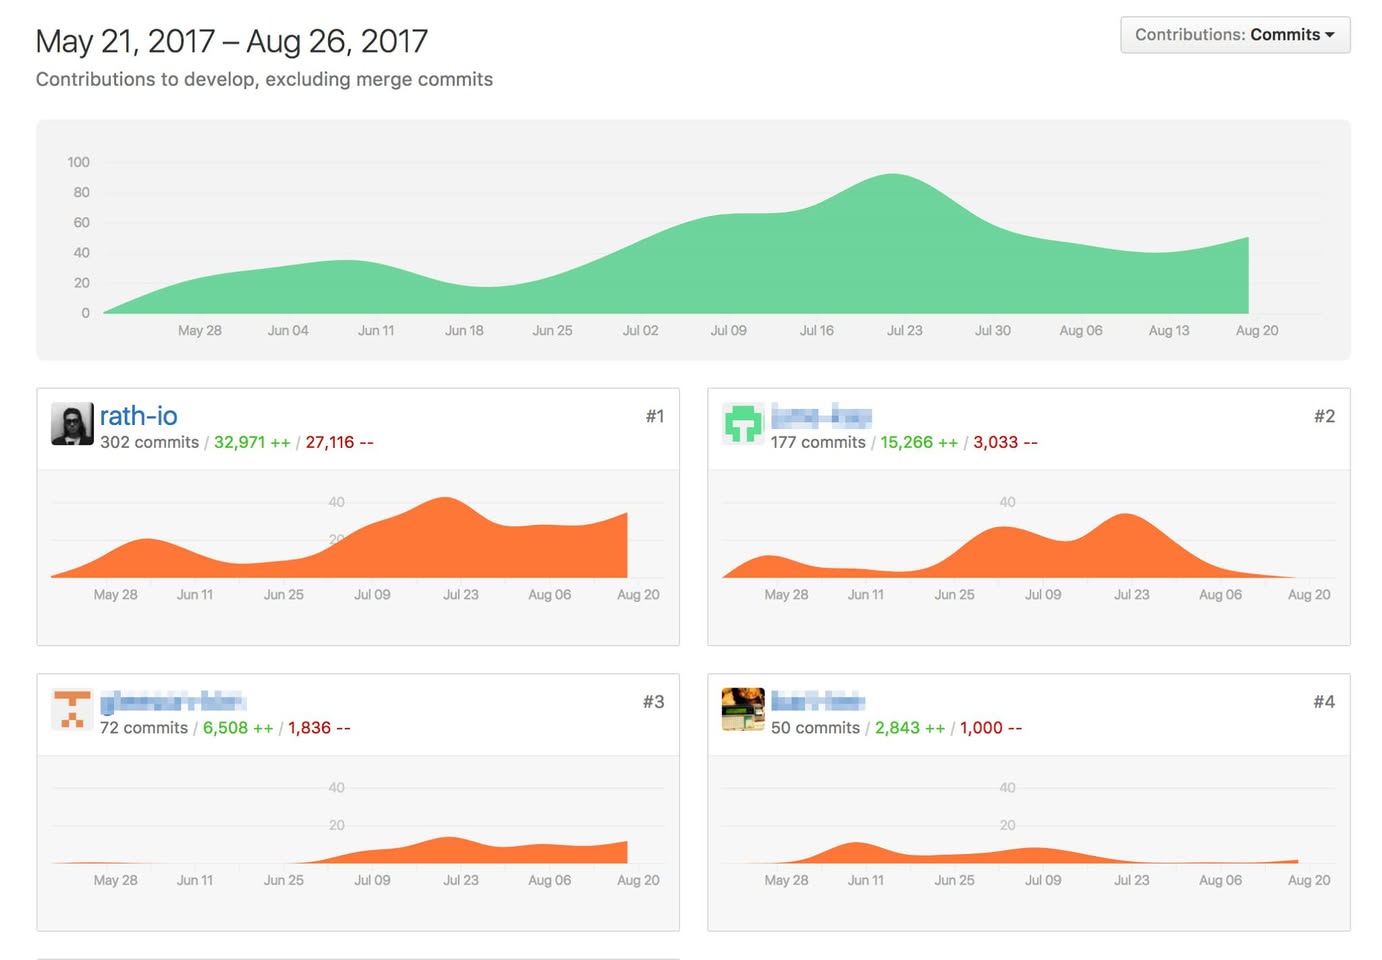 May 21, 2017 – Aug 26, 2017
Contributions: Commits
Contributions to develop, excluding merge commits
100
80
60
40
20
0
May 28 Jun 04 Jun 11 Jun 18 Jun 25 Jul 02 Jul 09 Jul 16 Jul 23 Jul 30 Aug 06 Aug 13 Aug 20
rath-io #1
302 commits / 32,971 ++ / 27,116 --
40
20
May 28 Jun 11 Jun 25 Jul 09 Jul 23 Aug 06 Aug 20
#2
177 commits / 15,266 ++ / 3,033 --
40
May 28 Jun 11 Jun 25 Jul 09 Jul 23 Aug 06 Aug 20
#3
72 commits / 6,508 ++ / 1,836 --
40
20
May 28 Jun 11 Jun 25 Jul 09 Jul 23 Aug 06 Aug 20
#4
50 commits / 2,843 ++ / 1,000 --
40
20
May 28 Jun 11 Jun 25 Jul 09 Jul 23 Aug 06 Aug 20